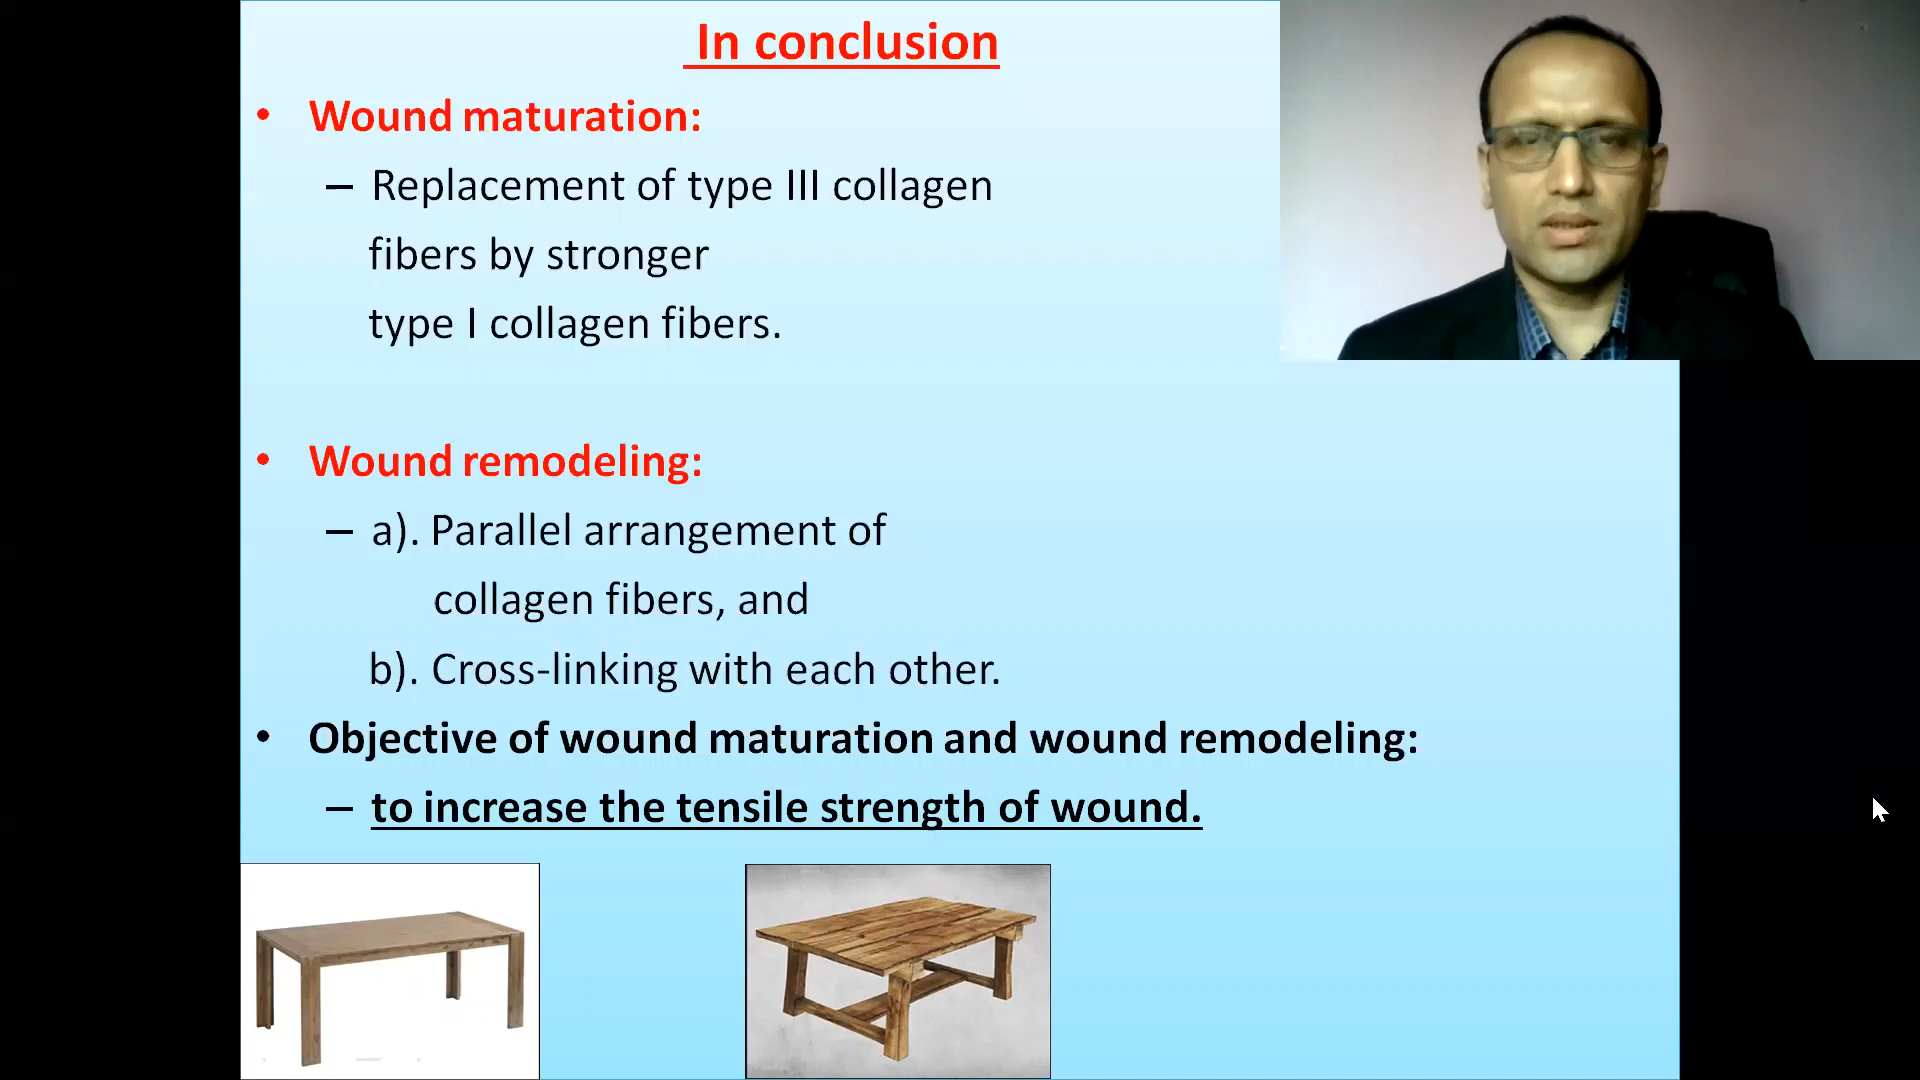 In conclusion
• Wound maturation:
– Replacement of type III collagen
fibers by stronger
type I collagen fibers.
• Wound remodeling:
– a). Parallel arrangement of
collagen fibers, and
b). Cross-linking with each other.
• Objective of wound maturation and wound remodeling:
– to increase the tensile strength of wound.